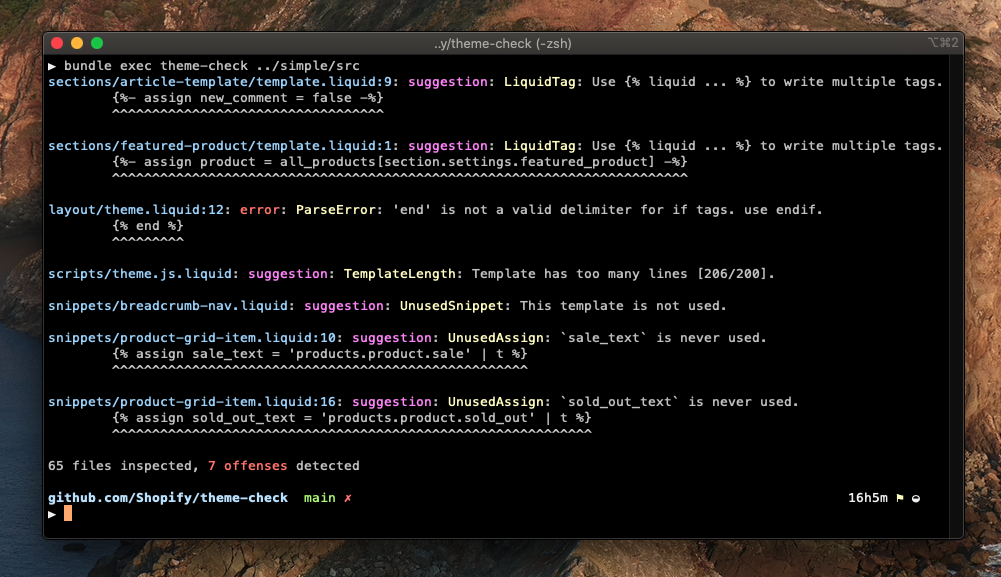 ..y/theme-check (-zsh)
⌥⌘2
▶ bundle exec theme-check ../simple/src
sections/article-template/template.liquid:9: suggestion: LiquidTag: Use {% liquid ... %} to write multiple tags.
{%- assign new_comment = false -%}
^^^^^^^^^^^^^^^^^^^^^^^^^^^^^^^^^^
sections/featured-product/template.liquid:1: suggestion: LiquidTag: Use {% liquid ... %} to write multiple tags.
{%- assign product = all_products[section.settings.featured_product] -%}
^^^^^^^^^^^^^^^^^^^^^^^^^^^^^^^^^^^^^^^^^^^^^^^^^^^^^^^^^^^^^^^^^^^^^^^^
layout/theme.liquid:12: error: ParseError: 'end' is not a valid delimiter for if tags. use endif.
{% end %}
^^^^^^^^^
scripts/theme.js.liquid: suggestion: TemplateLength: Template has too many lines [206/200].
snippets/breadcrumb-nav.liquid: suggestion: UnusedSnippet: This template is not used.
snippets/product-grid-item.liquid:10: suggestion: UnusedAssign: `sale_text` is never used.
{% assign sale_text = 'products.product.sale' | t %}
^^^^^^^^^^^^^^^^^^^^^^^^^^^^^^^^^^^^^^^^^^^^^^^^^^^^
snippets/product-grid-item.liquid:16: suggestion: UnusedAssign: `sold_out_text` is never used.
{% assign sold_out_text = 'products.product.sold_out' | t %}
^^^^^^^^^^^^^^^^^^^^^^^^^^^^^^^^^^^^^^^^^^^^^^^^^^^^^^^^^^^^
65 files inspected, 7 offenses detected
github.com/Shopify/theme-check main ✗ 16h5m ⚑ ◒
▶